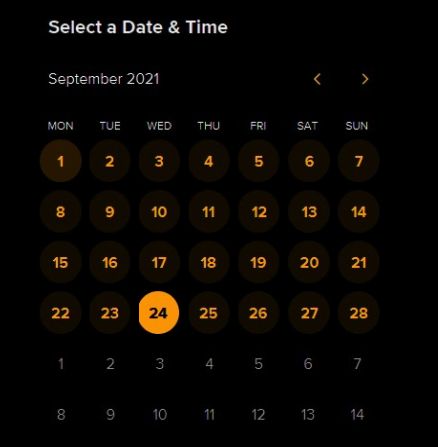 Select a Date & Time
September 2021
MON TUE WED THU FRI SAT SUN
1 2 3 4 5 6 7
8 9 10 11 12 13 14
15 16 17 18 19 20 21
22 23 24 25 26 27 28
1 2 3 4 5 6 7
8 9 10 11 12 13 14